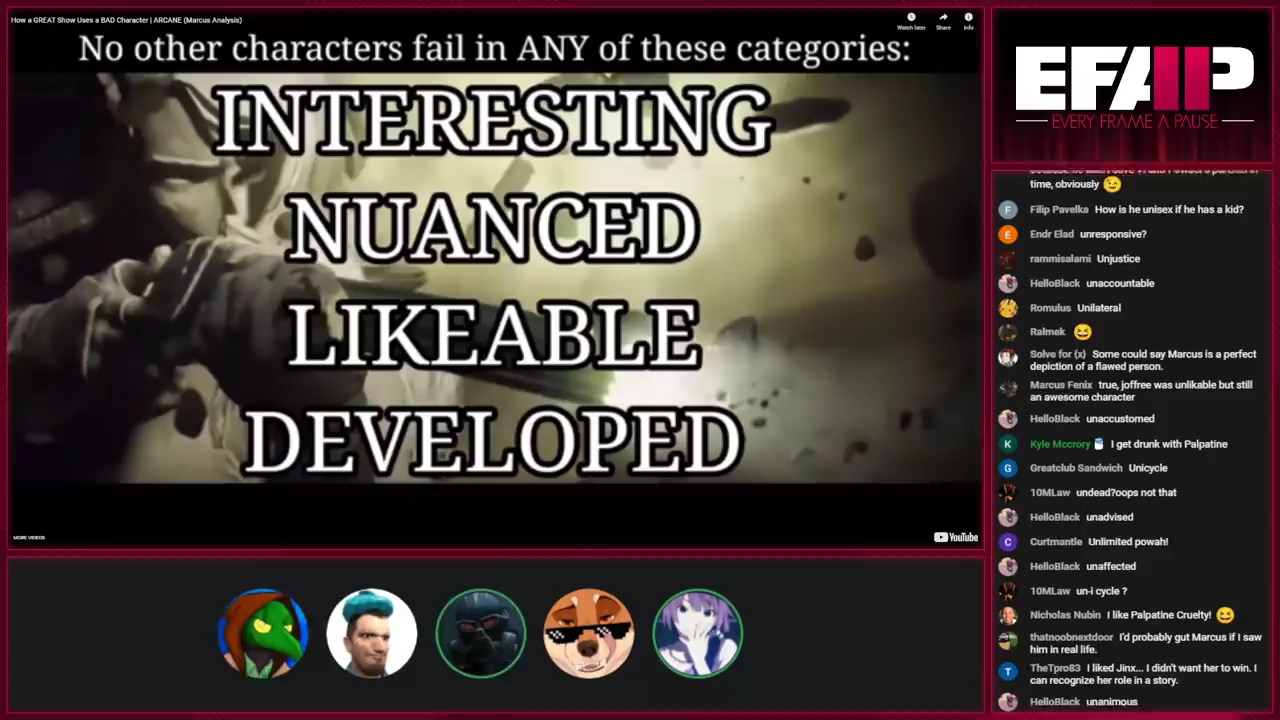 How a GREAT Show Uses a BAD Character | ARCANE (Marcus Analysis)
Watch later
Share
Info
No other characters fail in ANY of these categories:
INTERESTING
NUANCED
LIKEABLE
DEVELOPED
MORE VIDEOS
YouTube
EFAP
EVERY FRAME A PAUSE
time, obviously
Filip Pavelka How is he unisex if he has a kid?
Endr Elad unresponsive?
rammisalami Unjustice
HelloBlack unaccountable
Romulus Unilateral
Ralmek
Solve for {x} Some could say Marcus is a perfect
depiction of a flawed person.
Marcus Fenix true, joffree was unlikable but still
an awesome character
HelloBlack unaccustomed
Kyle Mccrory I get drunk with Palpatine
Greatclub Sandwich Unicycle
10MLaw undead?oops not that
HelloBlack unadvised
Curtmantle Unlimited powah!
HelloBlack unaffected
10MLaw un-i cycle ?
Nicholas Nubin I like Palpatine Cruelty!
thatnoobnextdoor I'd probably gut Marcus if I saw
him in real life.
TheTpro83 I liked Jinx... I didn't want her to win. I
can recognize her role in a story.
HelloBlack unanimous